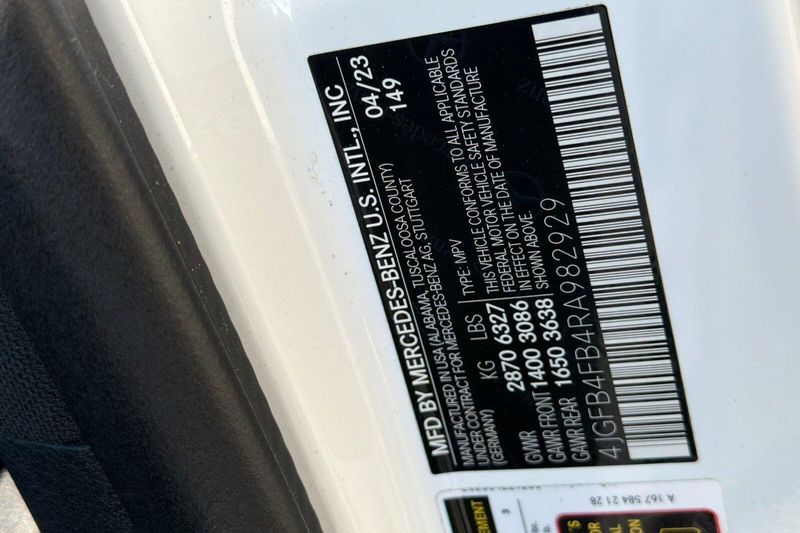 MFD BY MERCEDES-BENZ U.S. INTL., INC
04/23
149
MANUFACTURED IN USA (ALABAMA, TUSCALOOSA COUNTY)
UNDER CONTRACT FOR MERCEDES-BENZ AG, STUTTGART
(GERMANY)
KG LBS
TYPE: MPV
GVWR 2870 6327
GAWR FRONT 1400 3086
GAWR REAR 1650 3638
THIS VEHICLE CONFORMS TO ALL APPLICABLE
FEDERAL MOTOR VEHICLE SAFETY STANDARDS
IN EFFECT ON THE DATE OF MANUFACTURE
SHOWN ABOVE.
4JGFB4FB4RA982929
A 167 584 21 28